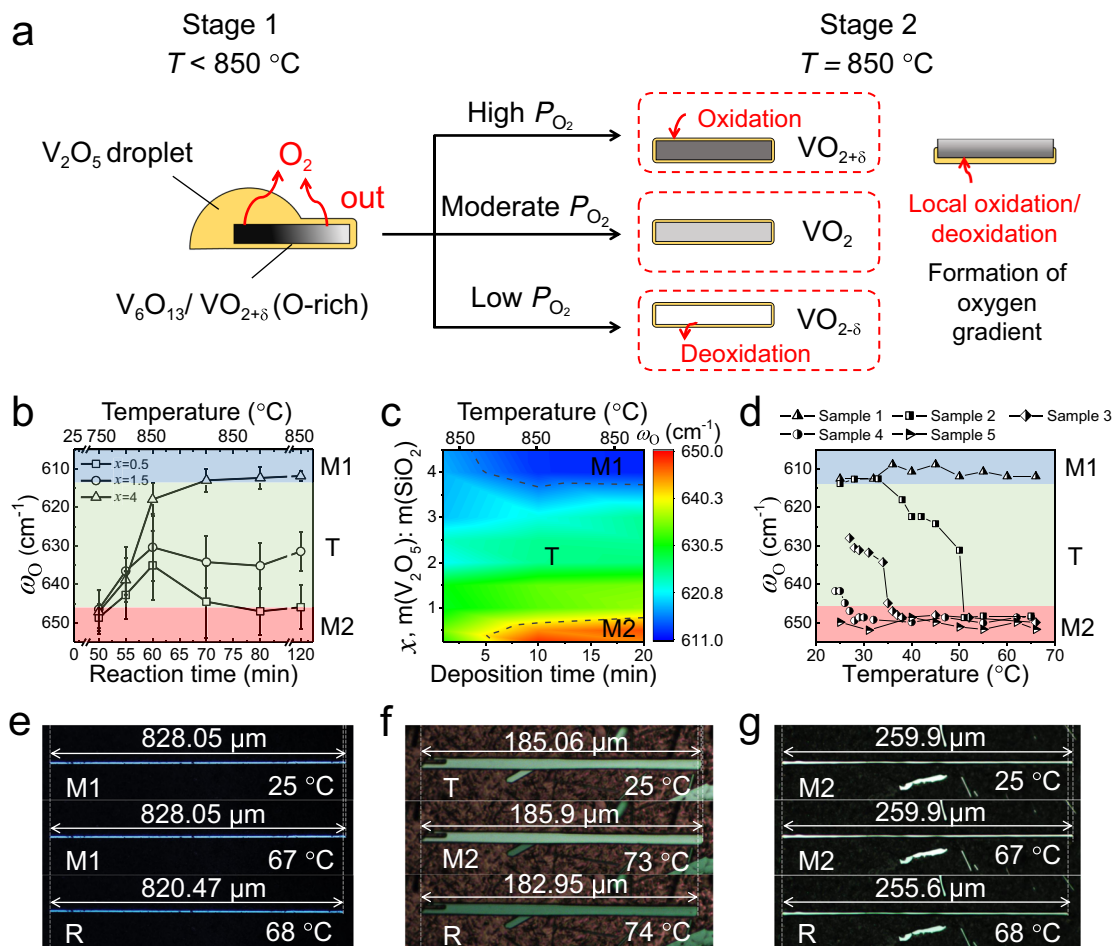 a
Stage 1
T < 850 °C
Stage 2
T = 850 °C
V₂O₅ droplet
O₂
out
V₆O₁₃/ VO₂₊δ (O-rich)
High P_O₂
Moderate P_O₂
Low P_O₂
Oxidation
VO₂₊δ
VO₂
VO₂₋δ
Deoxidation
Local oxidation/
deoxidation
Formation of
oxygen
gradient
b
Temperature (°C)
25 750 850 850 850
x=0.5
x=1.5
x=4
610
620
630
640
650
ω_O (cm⁻¹)
M1
T
M2
0 50 55 60 65 70 80 120
Reaction time (min)
c
Temperature (°C)
850 850 850
ω_O (cm⁻¹)
4
3
2
1
x, m(V₂O₅): m(SiO₂)
M1
T
M2
650.0
640.3
630.5
620.8
611.0
5 10 15 20
Deposition time (min)
d
Sample 1 Sample 2 Sample 3
Sample 4 Sample 5
610
620
630
640
650
ω_O (cm⁻¹)
M1
T
M2
20 30 40 50 60 70
Temperature (°C)
e
828.05 µm
M1 25 °C
828.05 µm
M1 67 °C
820.47 µm
R 68 °C
f
185.06 µm
T 25 °C
185.9 µm
M2 73 °C
182.95 µm
R 74 °C
g
259.9 µm
M2 25 °C
259.9 µm
M2 67 °C
255.6 µm
R 68 °C